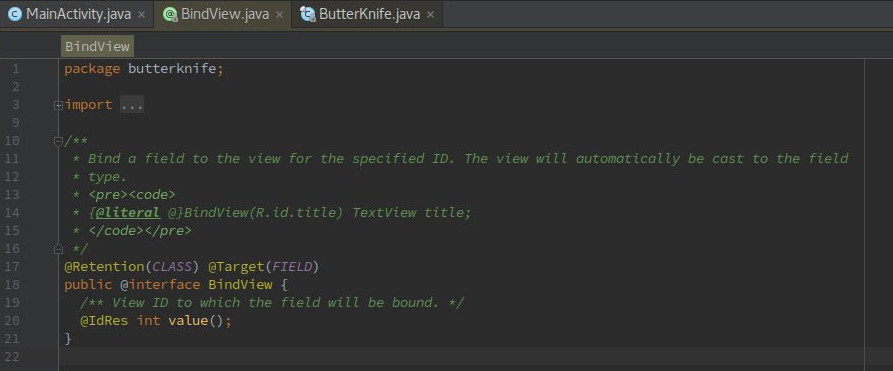 MainActivity.java × BindView.java × ButterKnife.java ×
BindView
1 package butterknife;
2
3 import ...
9
10 /**
11  * Bind a field to the view for the specified ID. The view will automatically be cast to the field
12  * type.
13  * <pre><code>
14  * {@literal @}BindView(R.id.title) TextView title;
15  * </code></pre>
16  */
17 @Retention(CLASS) @Target(FIELD)
18 public @interface BindView {
19   /** View ID to which the field will be bound. */
20   @IdRes int value();
21 }
22